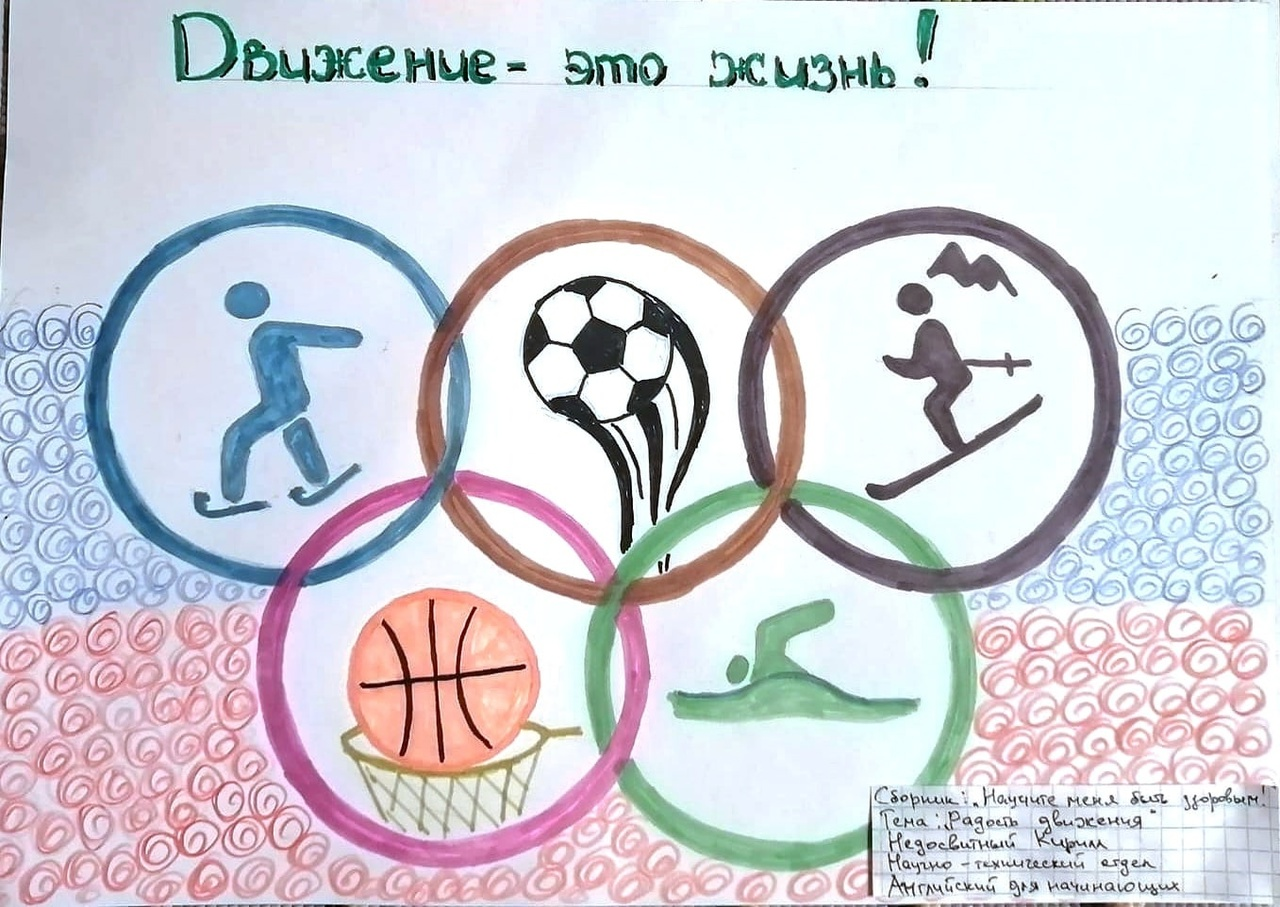 Движение - это жизнь!
Сборник: „Научите меня быть здоровым!
Тема: „Радость движения"
Недосвитный Кирилл
Научно-технический отдел
Английский для начинающих